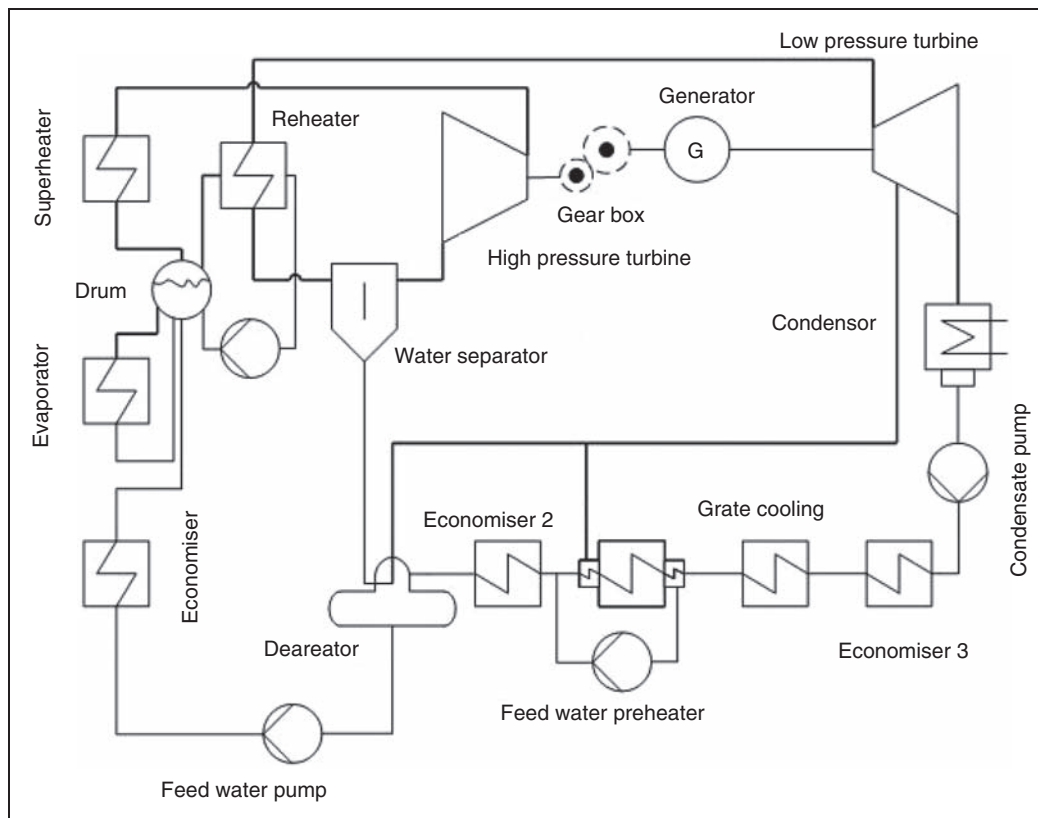 Low pressure turbine
Generator
Reheater
Superheater
G
Gear box
High pressure turbine
Drum
Condensor
Water separator
Evaporator
Condensate pump
Economiser 2
Grate cooling
Economiser
Deareator
Economiser 3
Feed water preheater
Feed water pump